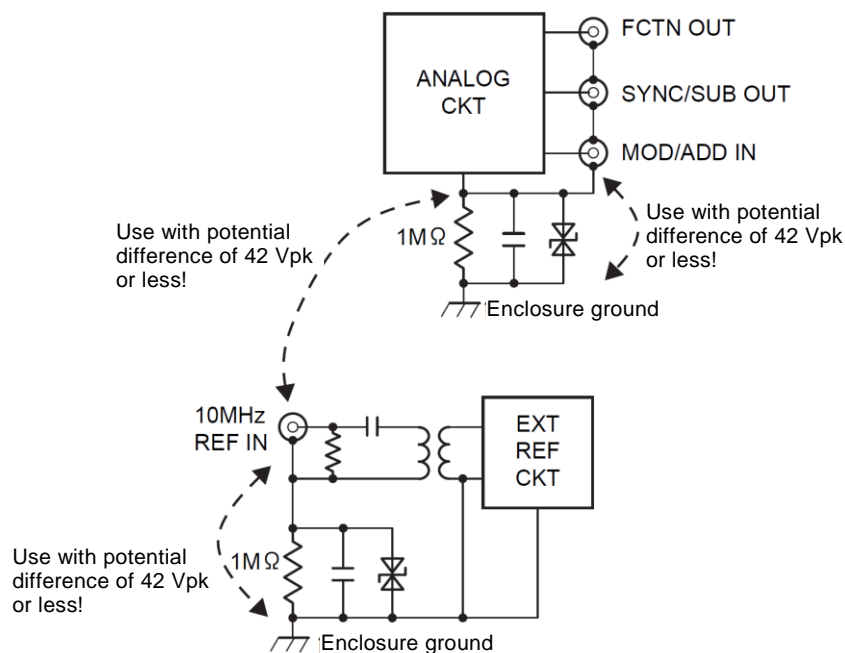 FCTN OUT
ANALOG
CKT
SYNC/SUB OUT
MOD/ADD IN
Use with potential
difference of 42 Vpk
or less!
1MΩ
Use with potential
difference of 42 Vpk
or less!
Enclosure ground
10MHz
REF IN
EXT
REF
CKT
Use with potential
difference of 42 Vpk
or less!
1MΩ
Enclosure ground